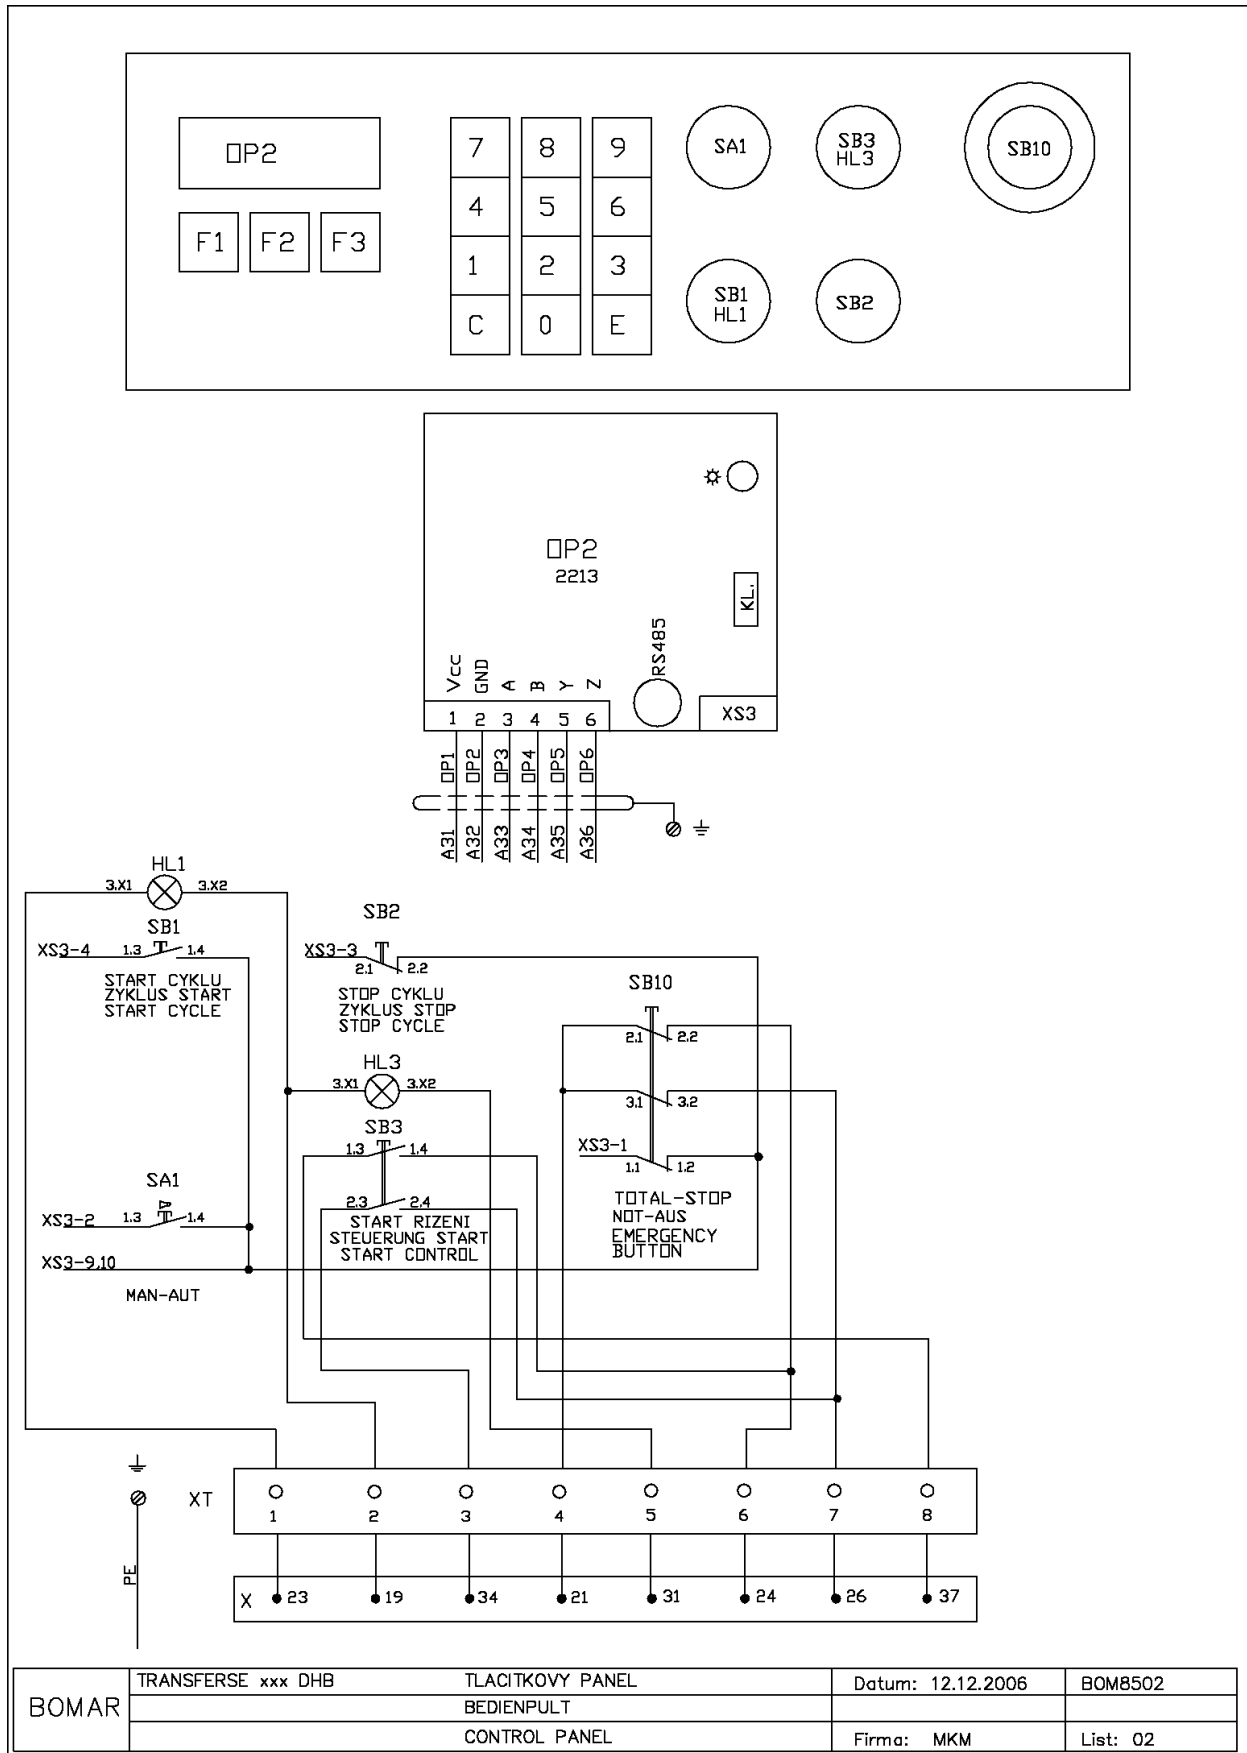 OP2
7 8 9
SA1
SB3
HL3
SB10
F1 F2 F3
4 5 6
1 2 3
SB1
HL1
SB2
C 0 E
OP2
2213
KL.
RS485
Vcc
GND
A
B
Y
Z
XS3
1 2 3 4 5 6
OP1
OP2
OP3
OP4
OP5
OP6
A31
A32
A33
A34
A35
A36
HL1
3.X1 3.X2
SB1
XS3-4 1.3 1.4
START CYKLU
ZYKLUS START
START CYCLE
SB2
XS3-3
2.1 2.2
STOP CYKLU
ZYKLUS STOP
STOP CYCLE
SB10
2.1 2.2
3.1 3.2
XS3-1
1.1 1.2
TOTAL-STOP
NOT-AUS
EMERGENCY
BUTTON
HL3
3.X1 3.X2
SB3
1.3 1.4
2.3 2.4
START RIZENI
STEUERUNG START
START CONTROL
SA1
XS3-2 1.3 1.4
XS3-9,10
MAN-AUT
PE
XT
1 2 3 4 5 6 7 8
X 23 19 34 21 31 24 26 37
BOMAR
TRANSFERSE xxx DHB TLACITKOVY PANEL Datum: 12.12.2006 BOM8502
BEDIENPULT
CONTROL PANEL Firma: MKM List: 02